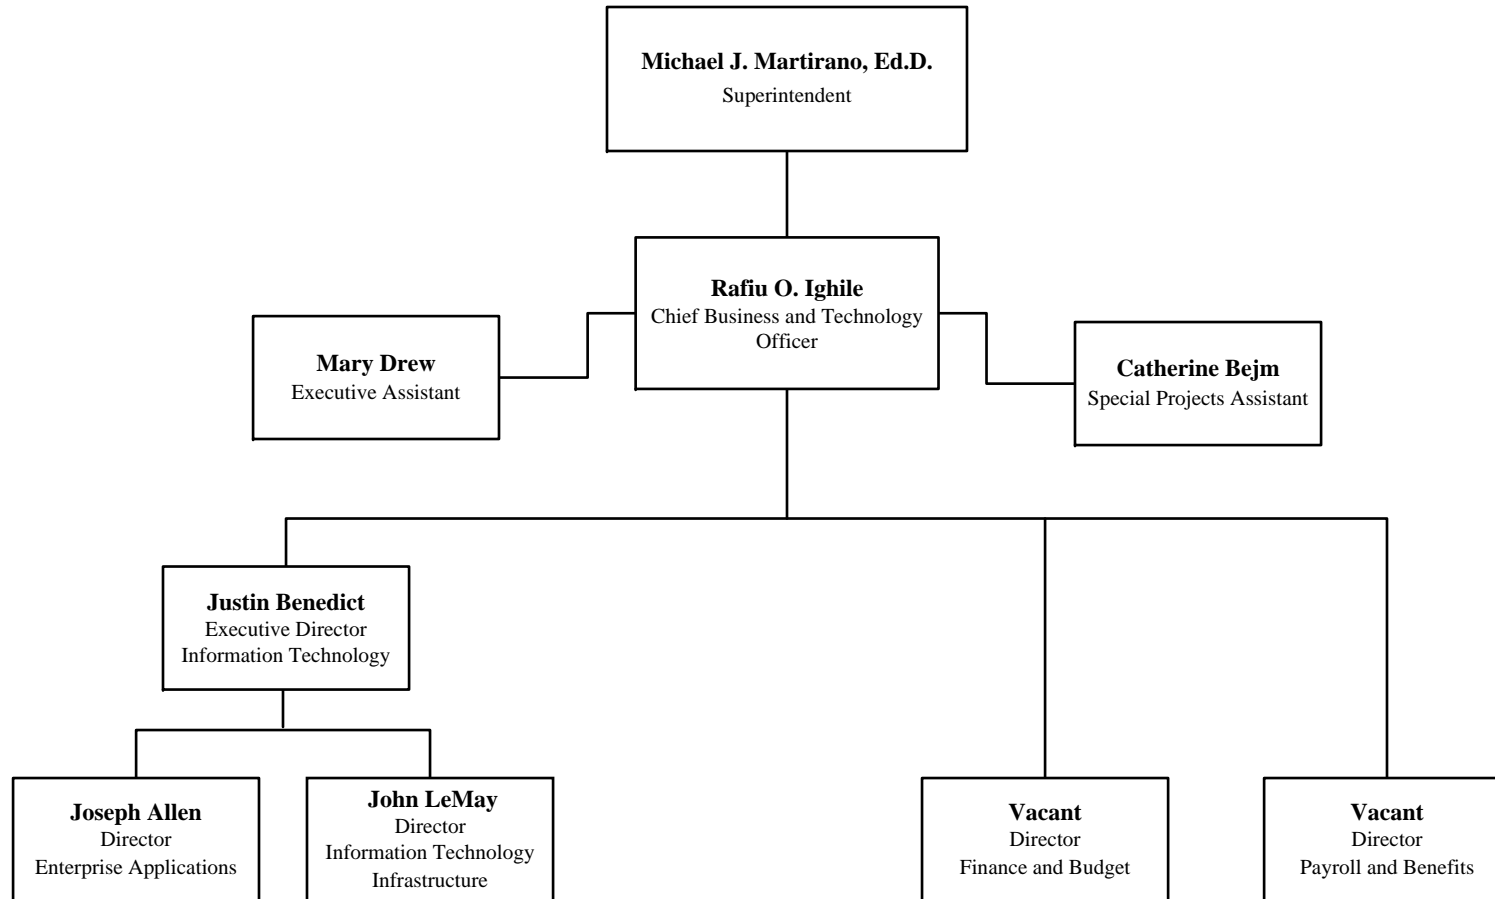 Michael J. Martirano, Ed.D.
Superintendent
Rafiu O. Ighile
Chief Business and Technology
Officer
Mary Drew
Executive Assistant
Catherine Bejm
Special Projects Assistant
Justin Benedict
Executive Director
Information Technology
Joseph Allen
Director
Enterprise Applications
John LeMay
Director
Information Technology
Infrastructure
Vacant
Director
Finance and Budget
Vacant
Director
Payroll and Benefits